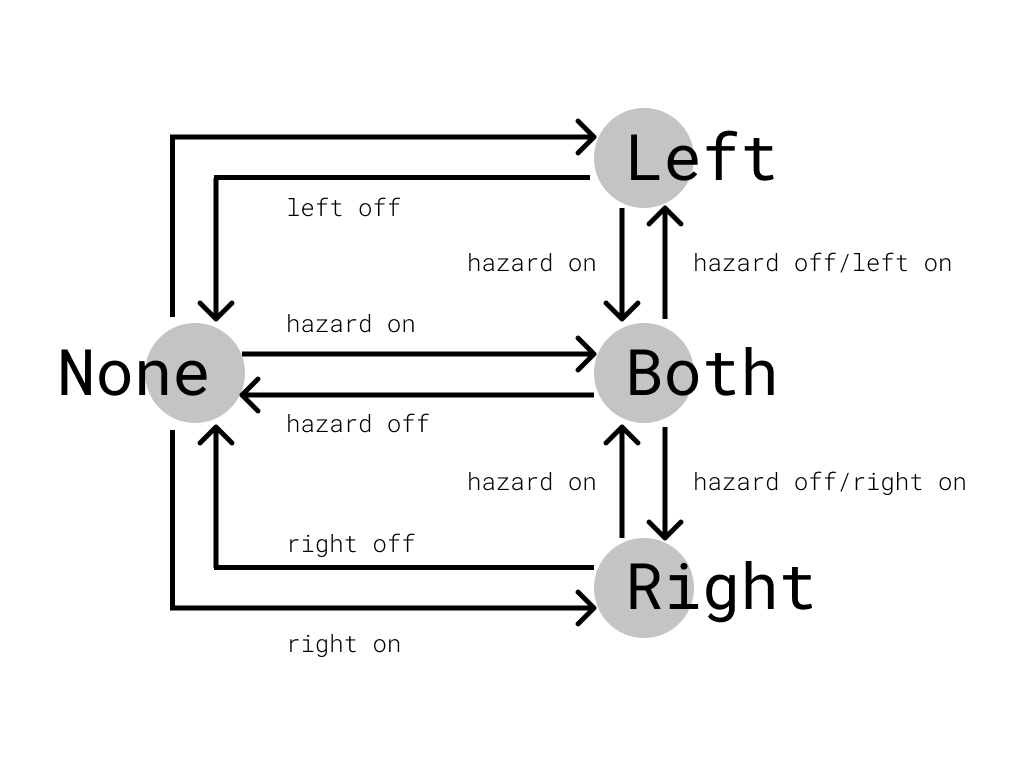 Left
left off
hazard on
hazard off/left on
hazard on
None
Both
hazard off
hazard on
hazard off/right on
right off
Right
right on